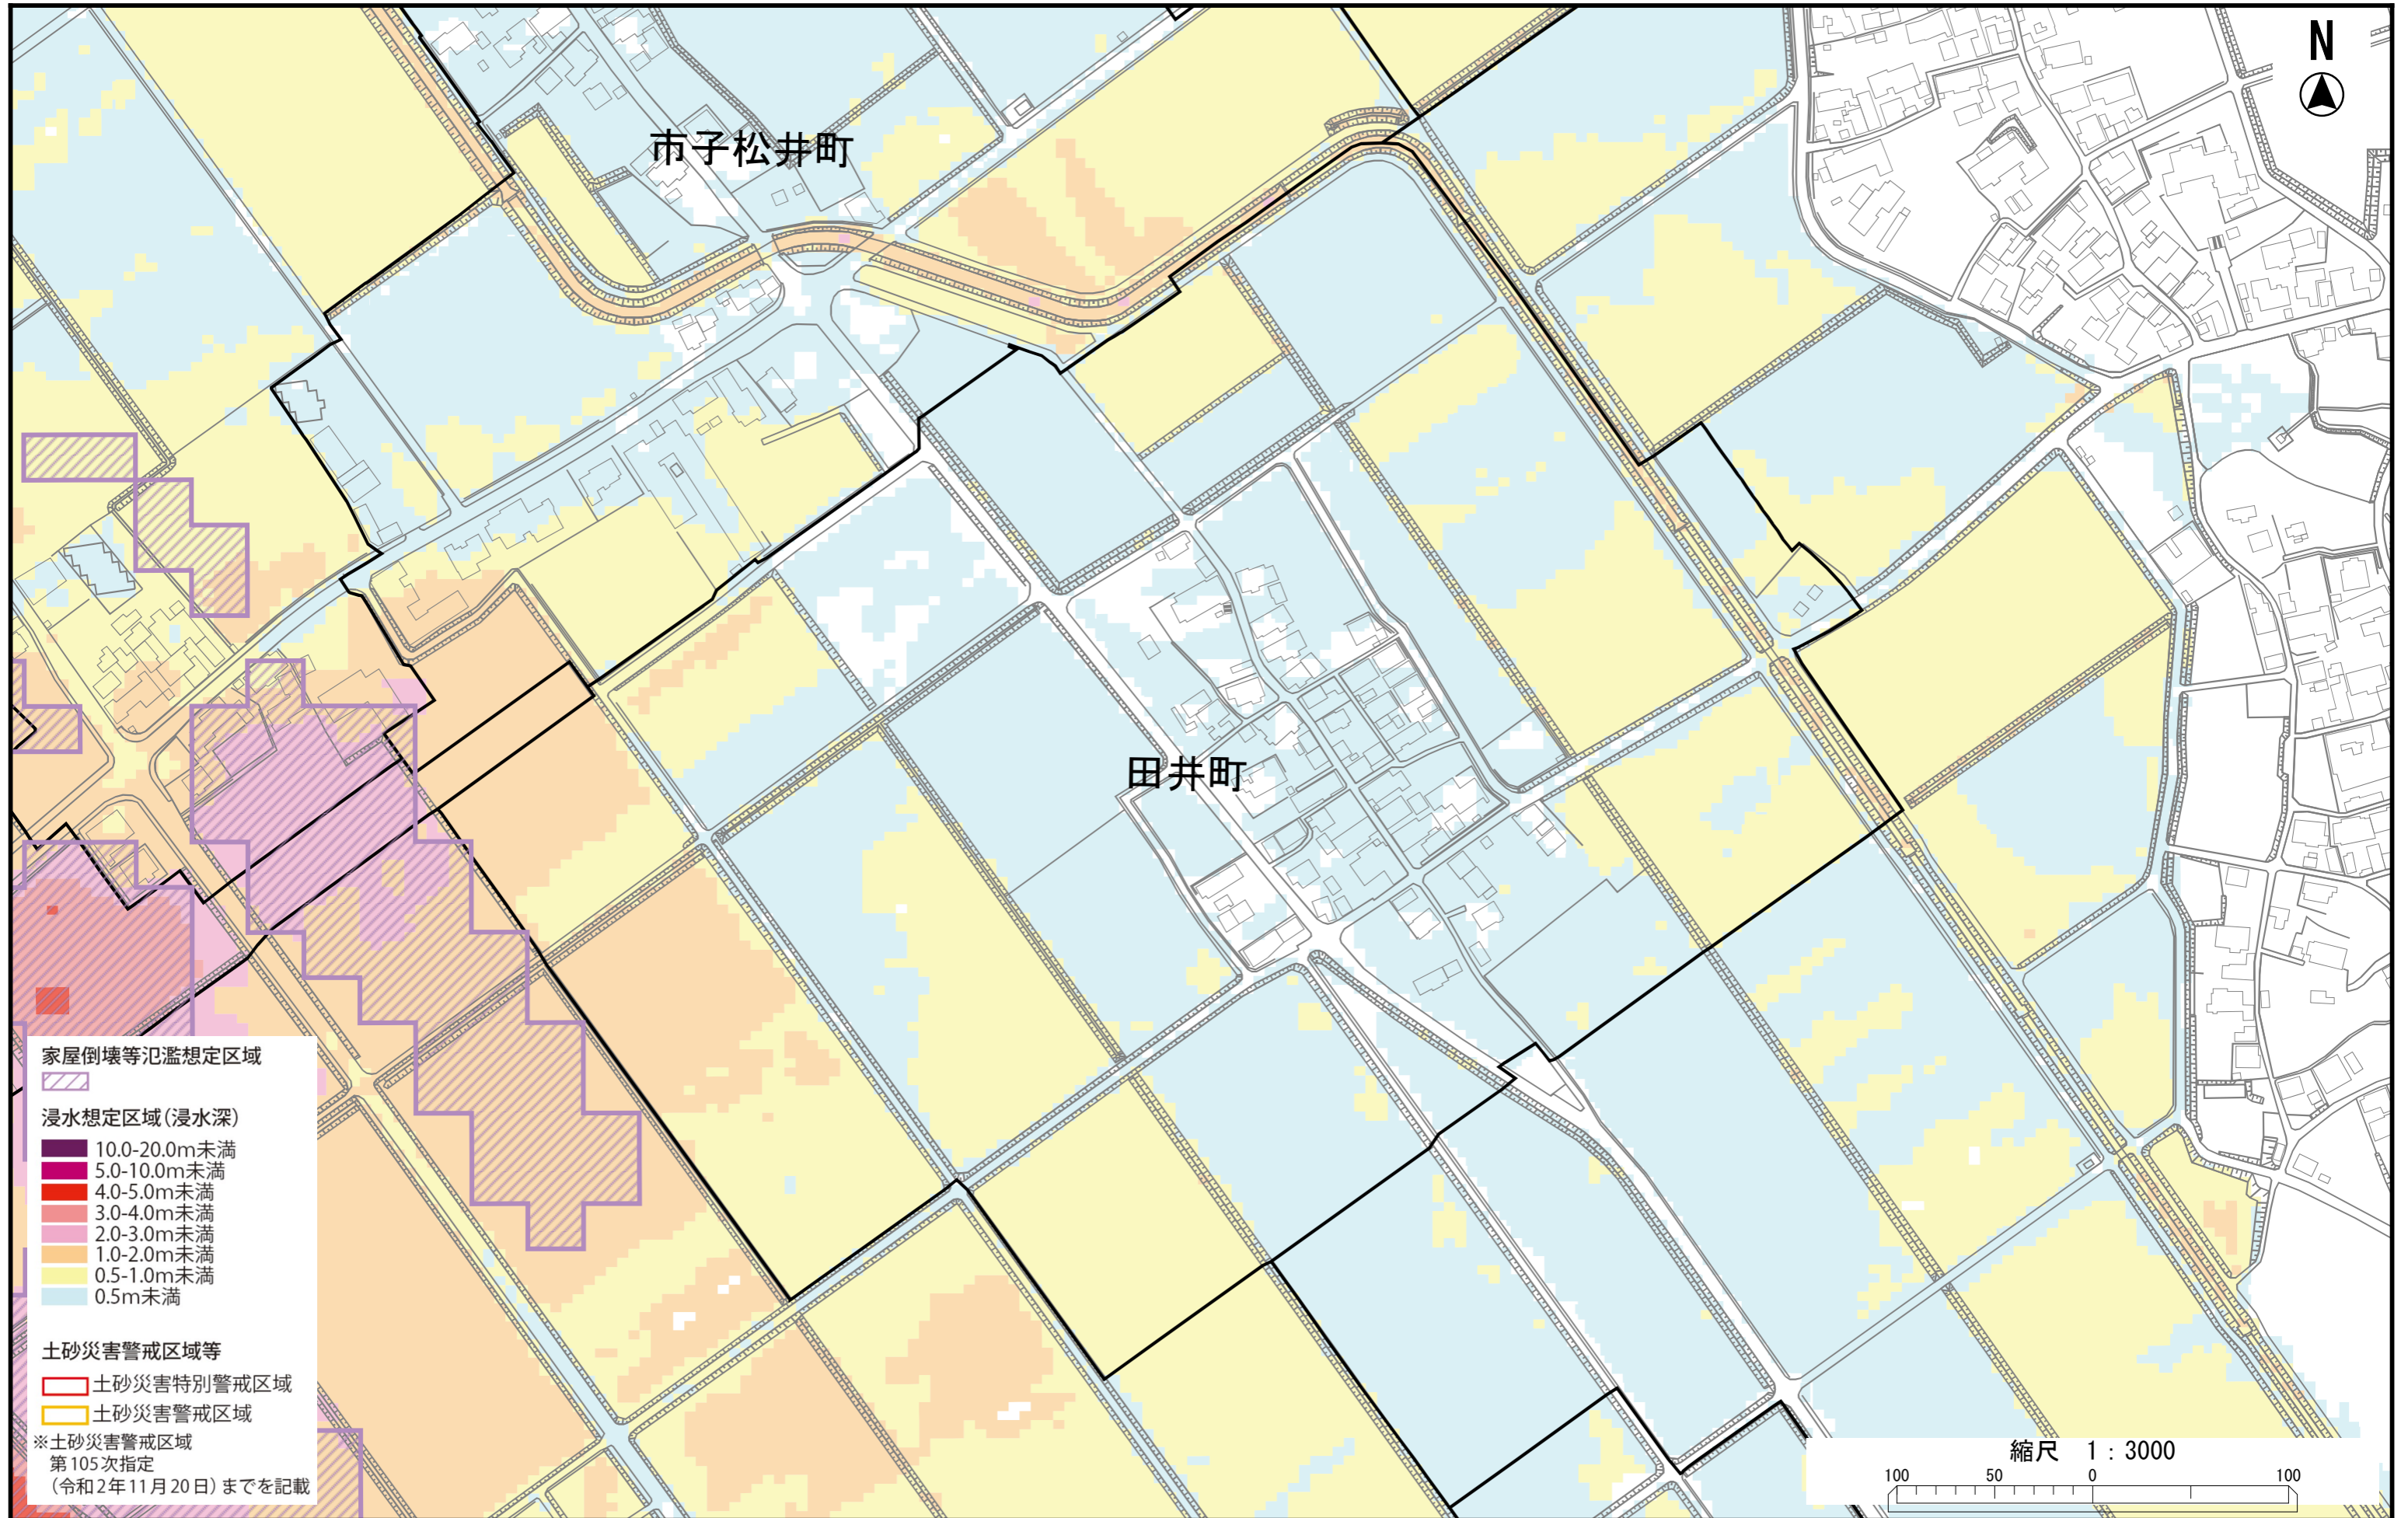 N
市子松井町
田井町
家屋倒壊等氾濫想定区域
浸水想定区域(浸水深)
10.0-20.0m未満
5.0-10.0m未満
4.0-5.0m未満
3.0-4.0m未満
2.0-3.0m未満
1.0-2.0m未満
0.5-1.0m未満
0.5m未満
土砂災害警戒区域等
土砂災害特別警戒区域
土砂災害警戒区域
※土砂災害警戒区域
第105次指定
(令和2年11月20日)までを記載
縮尺 1:3000
100 50 0 100